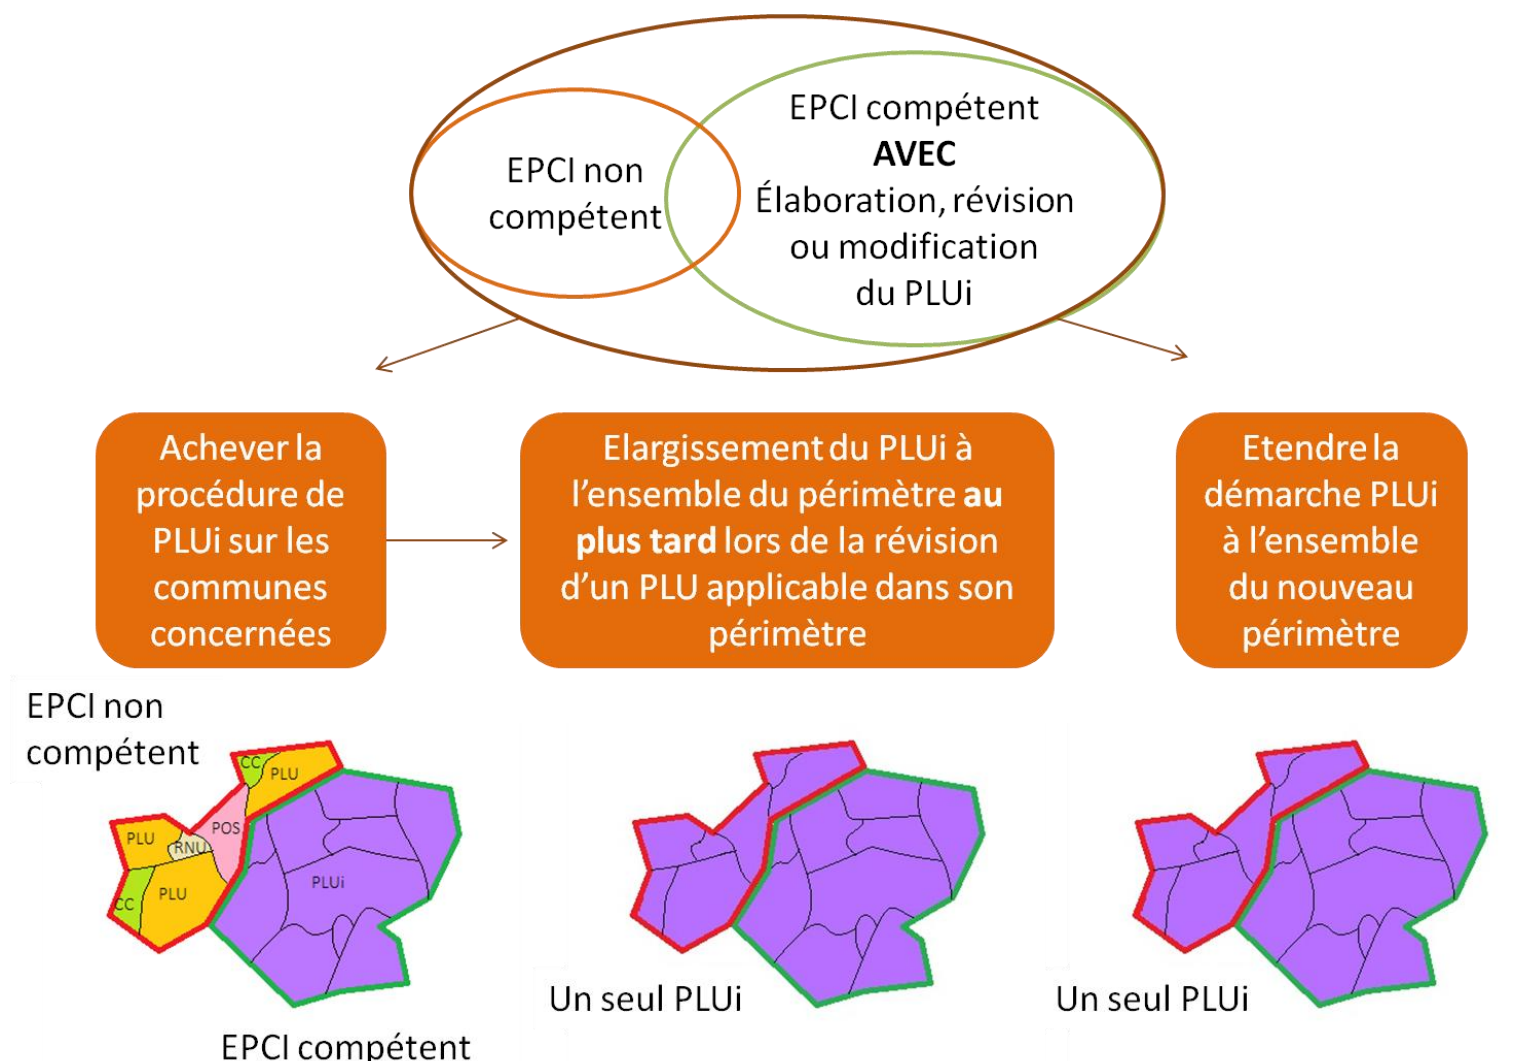 EPCI non
compétent
EPCI compétent
AVEC
Élaboration, révision
ou modification
du PLUi
Achever la
procédure de
PLUi sur les
communes
concernées
Elargissement du PLUi à
l'ensemble du périmètre au
plus tard lors de la révision
d'un PLU applicable dans son
périmètre
Etendre la
démarche PLUi
à l'ensemble
du nouveau
périmètre
EPCI non
compétent
CC
PLU
POS
PLU
RNU
PLU
CC
PLUi
EPCI compétent
Un seul PLUi
Un seul PLUi